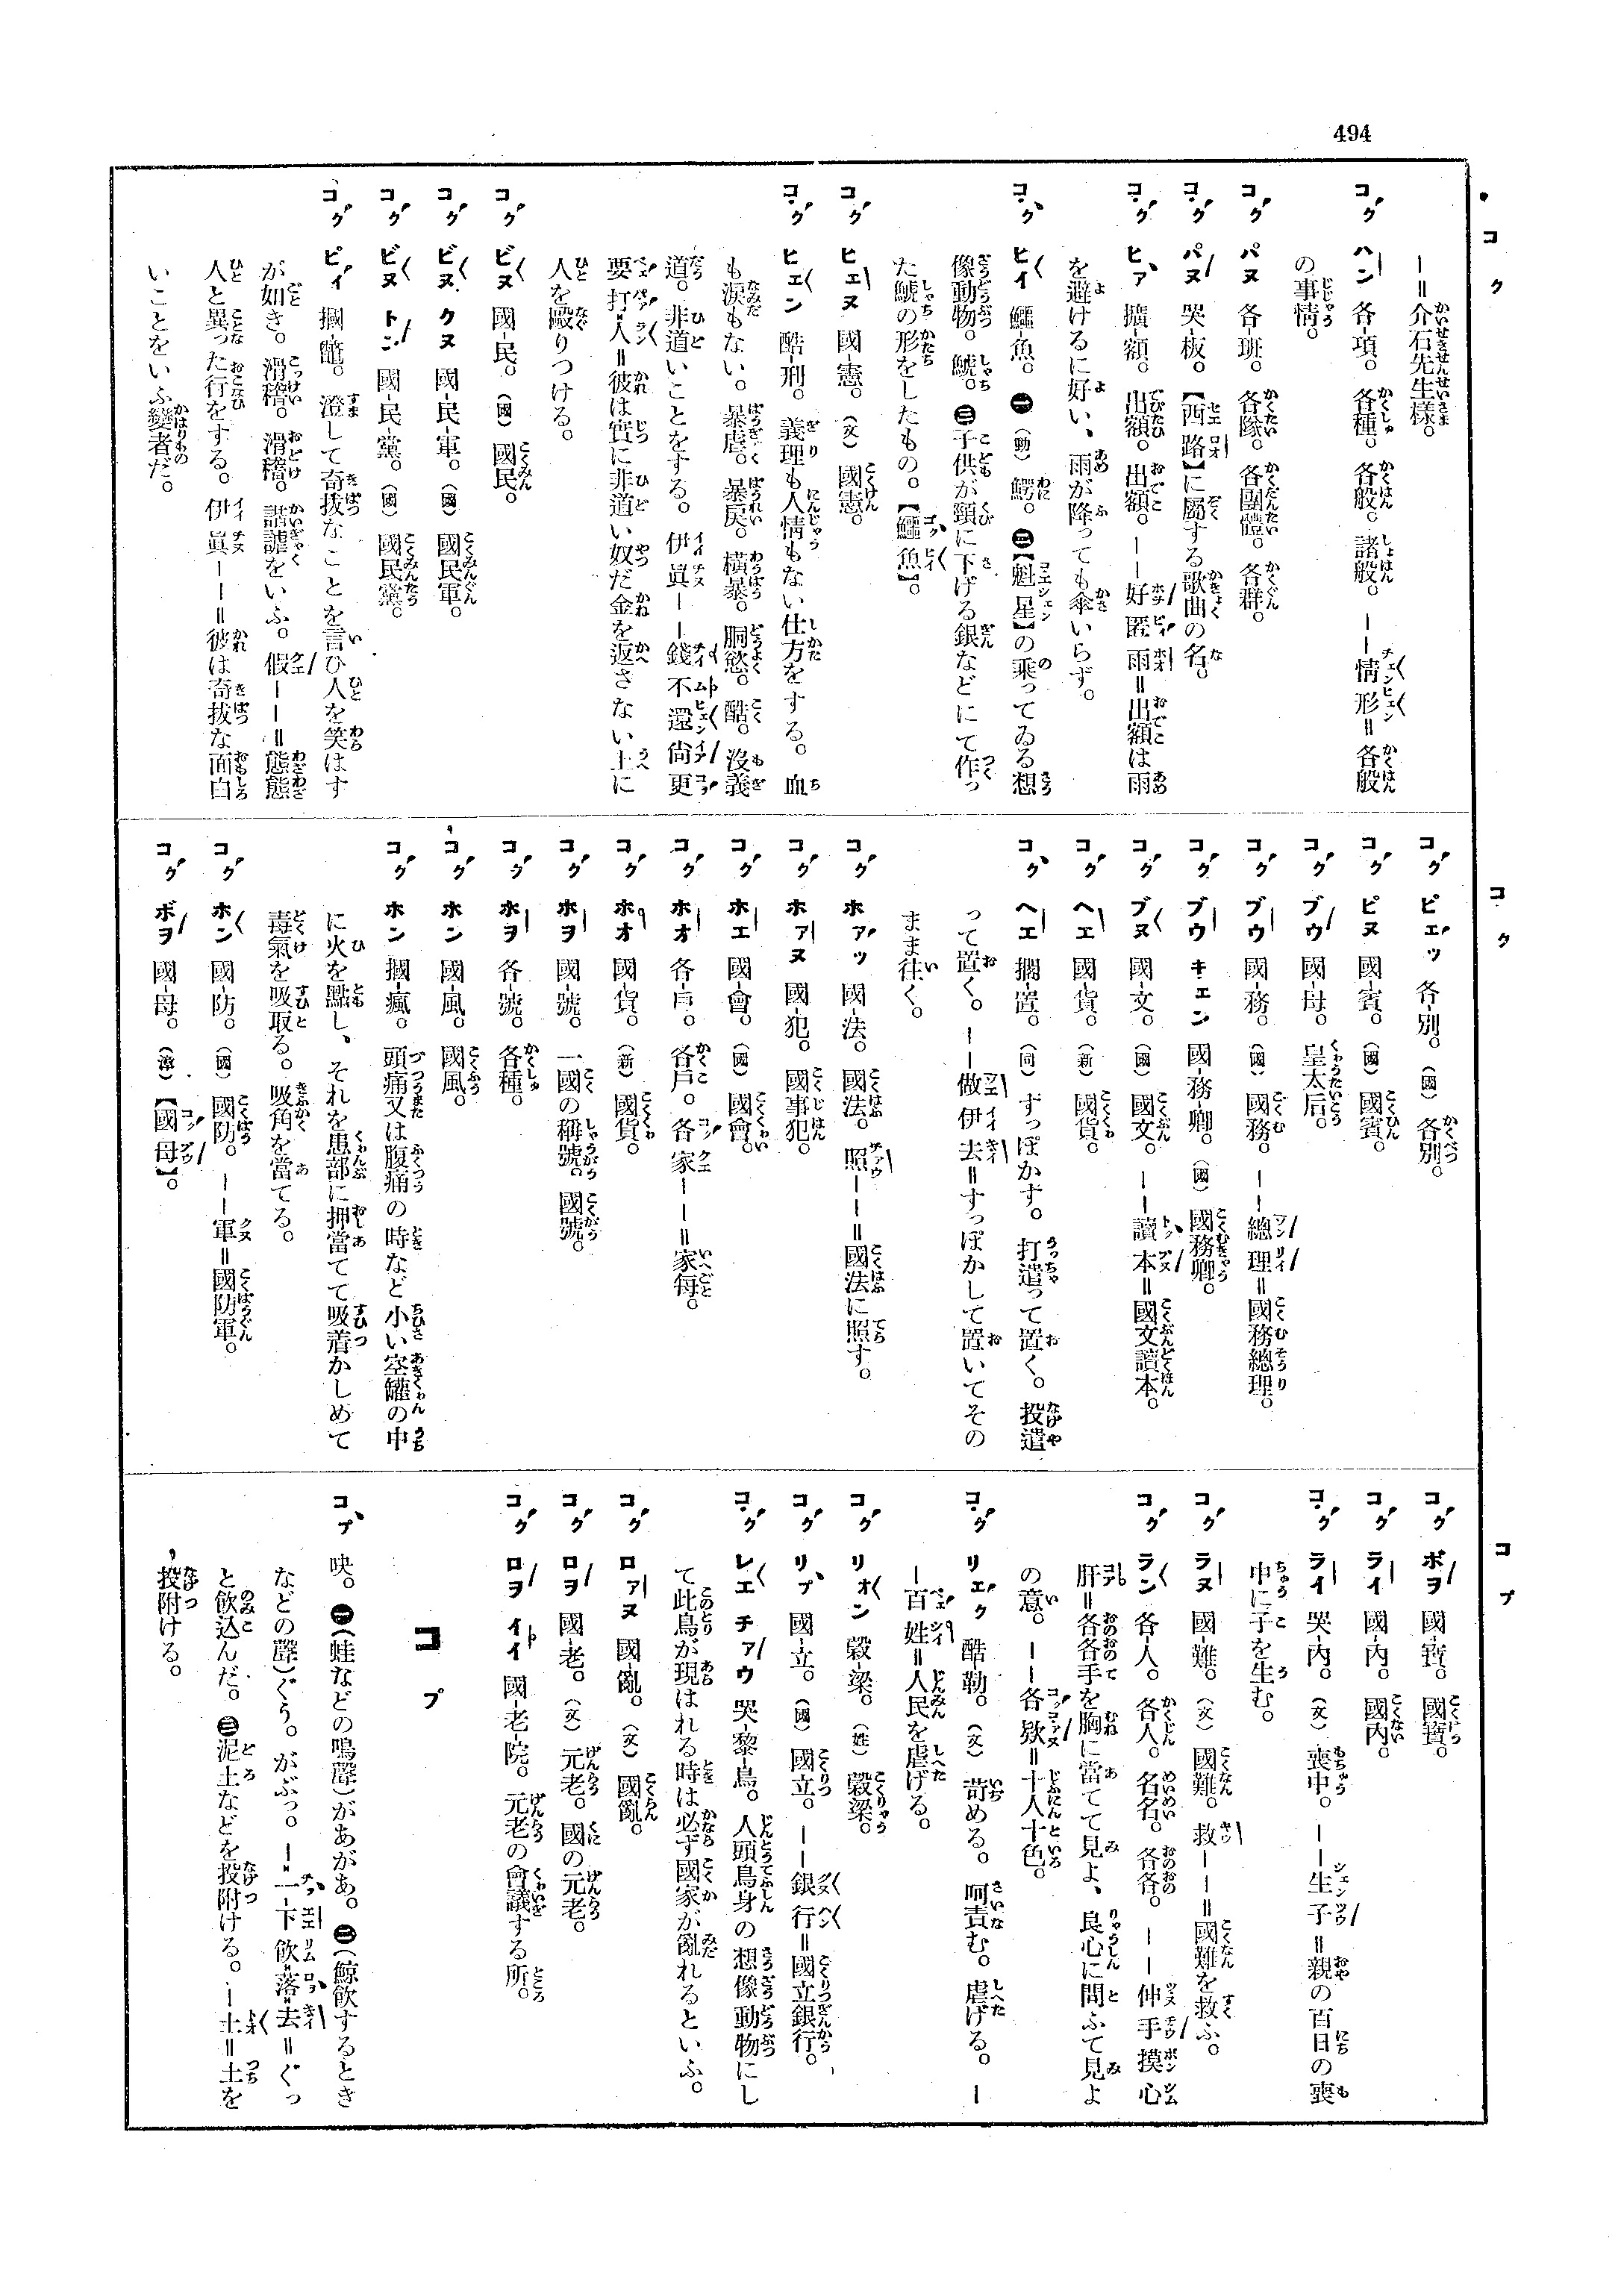 494
コク
コク
コプ
——＝介石先生樣。
コク ハン 各-項。各種。各般。諸般。——情形＝各般
の事情。
コク パヌ 各-班。各隊。各團體。各群。
コク パヌ 哭-板。【西路】に屬する歌曲の名。
コク ヒァ 擴-額。出額。出額。——好匿雨＝出額は雨
を避けるに好い、雨が降っても傘いらず。
コク ヒイ 鱷-魚。㊀（動）鰐。㊁【魁星】の乘ってゐる想
像動物。鯱。㊂子供が頸に下げる銀などにて作っ
た鯱の形をしたもの。【鱷魚】。
コク ヒェヌ 國-憲。（文）國憲。
コク ヒェン 酷-刑。義理も人情もない仕方をする。血
も淚もない。暴虐。暴戾。橫暴。胴慾。酷。沒義
道。非道いことをする。伊眞——錢不還尙更
要打人＝彼は實に非道い奴だ金を返さない上に
人を毆りつける。
コク ビヌ 國-民。（國）國民。
コク ビヌ クヌ 國-民-軍。（國）國民軍。
コク ビヌ トン 國-民-黨。（國）國民黨。
コク ピィ 摑-鼈。澄して奇拔なことを言ひ人を笑はす
が如き。滑稽。滑稽。諧謔をいふ。假——＝態態
人と異った行をする。伊眞——＝彼は奇拔な面白
いことをいふ變者だ。
コク ピェッ 各-別。（國）各別。
コク ピヌ 國-賓。（國）國賓。
コク ブウ 國-母。皇太后。
コク ブウ 國-務。（國）國務。——總理＝國務總理。
コク ブウ キェン 國-務-卿。（國）國務卿。
コク ブヌ 國-文。（國）國文。——讀本＝國文讀本。
コク ヘエ 國-貨。（新）國貨。
コク ヘエ 擱-置。（同）ずっぽかす。打遣って置く。投遣
って置く。——做伊去＝すっぽかして置いてその
まま往く。
コク ホァッ 國-法。國法。照——＝國法に照す。
コク ホァヌ 國-犯。國事犯。
コク ホエ 國-會。（國）國會。
コク ホオ 各-戶。各戶。各家——＝家每。
コク ホオ 國-貨。（新）國貨。
コク ホヲ 國-號。一國の稱號。國號。
コク ホヲ 各-號。各種。
コク ホン 國-風。國風。
コク ホン 摑-瘋。頭痛又は腹痛の時など小い空罐の中
に火を點し、それを患部に押當てて吸着かしめて
毒氣を吸取る。吸角を當てる。
コク ホン 國-防。（國）國防。——軍＝國防軍。
コク ボヲ 國-母。（漳）【國母】。
コク ポヲ 國-寶。國寶。
コク ライ 國-內。國內。
コク ライ 哭-內。（文）喪中。——生子＝親の百日の喪
中に子を生む。
コク ラヌ 國-難。（文）國難。救——＝國難を救ふ。
コク ラン 各-人。各人。名名。各各。——伸手摸心
肝＝各各手を胸に當てて見よ、良心に問ふて見よ
の意。——各欵＝十人十色。
コク リェク 酷-勒。（文）苛める。呵責む。虐げる。—
—百姓＝人民を虐げる。
コク リォン 穀-梁。（姓）穀梁。
コク リプ 國-立。（國）國立。——銀行＝國立銀行。
コク レエ チァウ 哭-黎-鳥。人頭鳥身の想像動物にし
て此鳥が現はれる時は必ず國家が亂れるといふ。
コク ロァヌ 國-亂。（文）國亂。
コク ロヲ 國-老。（文）元老。國の元老。
コク ロヲ イイ 國-老-院。元老の會議する所。
コプ
コプ 㕸。㊀（蛙などの鳴聲）があがあ。㊁（鯨飮するとき
などの聲）ぐう。がぶっ。—一下飮落去＝ぐっ
と飮込んだ。㊂泥土などを投附ける。—土＝土を
投附ける。